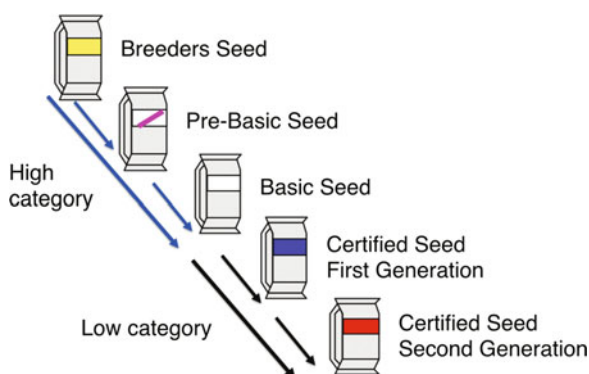 Breeders Seed
Pre-Basic Seed
High
category
Basic Seed
Certified Seed
First Generation
Low category
Certified Seed
Second Generation